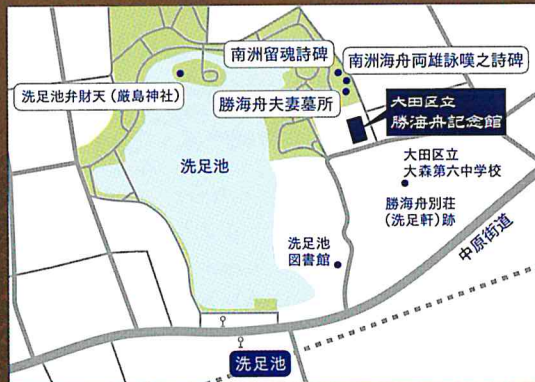 南洲留魂詩碑
南洲海舟両雄詠嘆之詩碑
洗足池弁財天(厳島神社)
勝海舟夫妻墓所
大田区立
勝海舟記念館
洗足池
大田区立
大森第六中学校
勝海舟別荘
(洗足軒)跡
中原街道
洗足池
図書館
洗足池